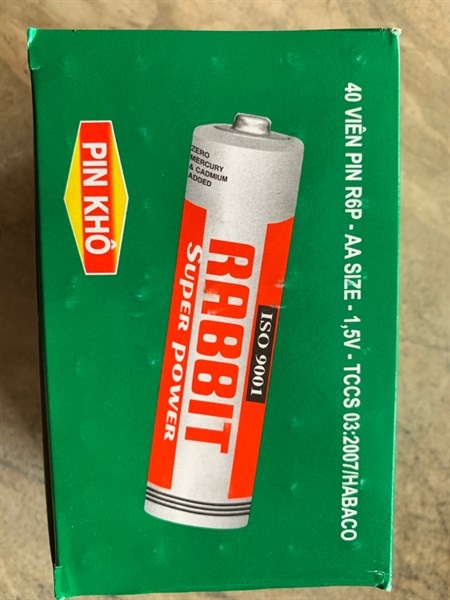 40 VIÊN PIN R6P - AA SIZE - 1,5V - TCCS 03:2007/HABACO
ZERO
MERCURY
& CADMIUM
ADDED
ISO 9001
RABBIT
SUPER POWER
PIN KHÔ